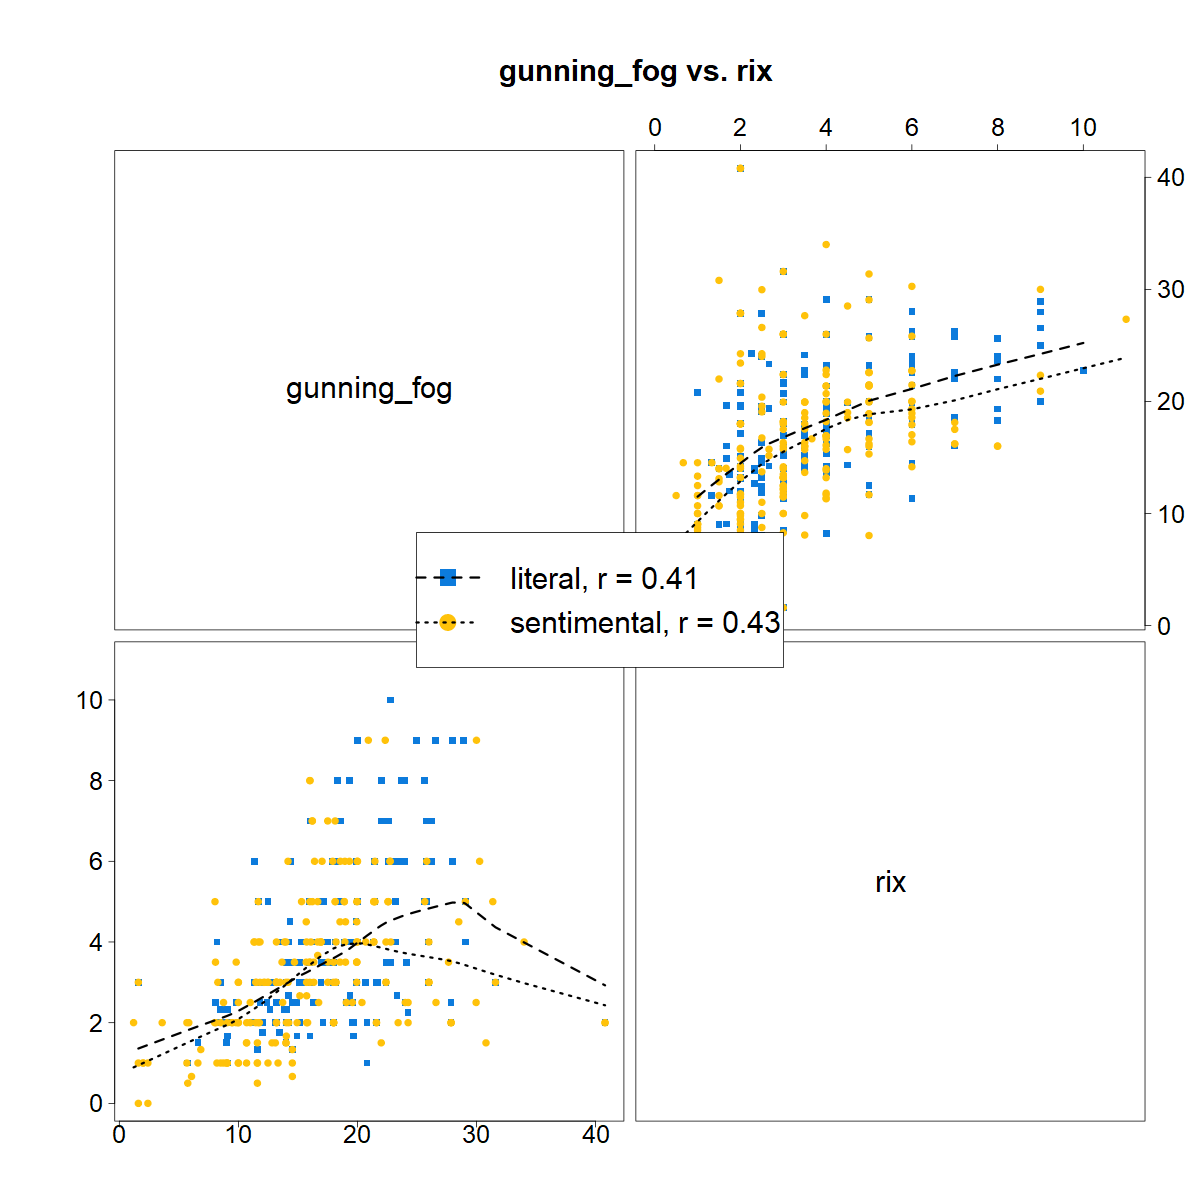 gunning_fog vs. rix
0 2 4 6 8 10
gunning_fog
40
30
20
10
0
literal, r = 0.41
sentimental, r = 0.43
10
8
6
4
2
0
rix
0 10 20 30 40